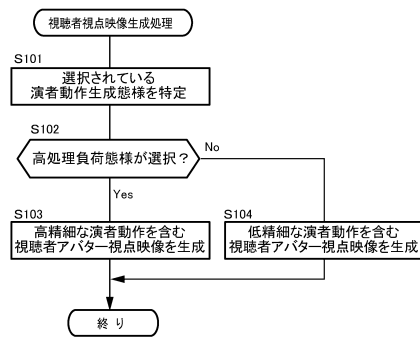 視聴者視点映像生成処理
S101
選択されている
演者動作生成態様を特定
S102
高処理負荷態様が選択？
No
Yes
S103
高精細な演者動作を含む
視聴者アバター視点映像を生成
S104
低精細な演者動作を含む
視聴者アバター視点映像を生成
終り